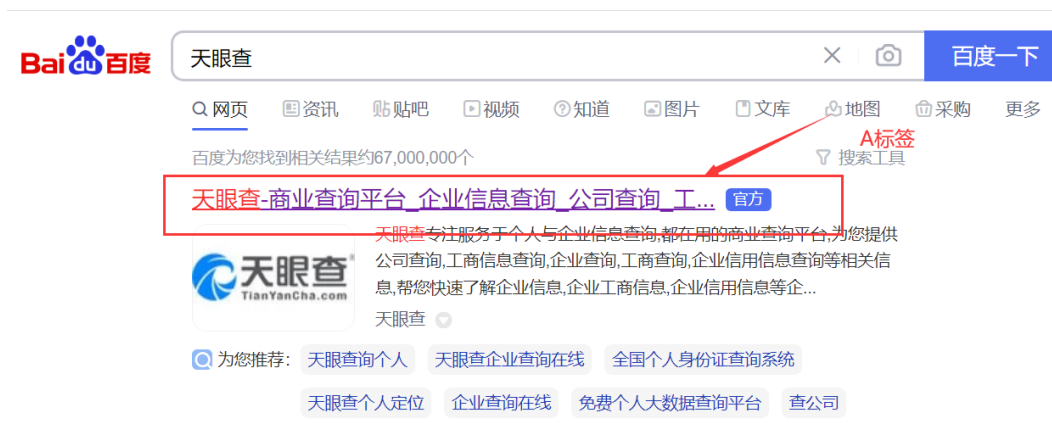 Bai du 百度 天眼查 百度一下
网页 资讯 贴贴吧 视频 知道 图片 文库 地图 采购 更多
A标签
百度为您找到相关结果约67,000,000个 搜索工具
天眼查-商业查询平台_企业信息查询_公司查询_工... 官方
天眼查专注服务于个人与企业信息查询,都在用的商业查询平台,为您提供
公司查询,工商信息查询,企业查询,工商查询,企业信用信息查询等相关信
息,帮您快速了解企业信息,企业工商信息,企业信用信息等企...
天眼查
TianYanCha.com
天眼查
为您推荐: 天眼查询个人 天眼查企业查询在线 全国个人身份证查询系统
天眼查个人定位 企业查询在线 免费个人大数据查询平台 查公司